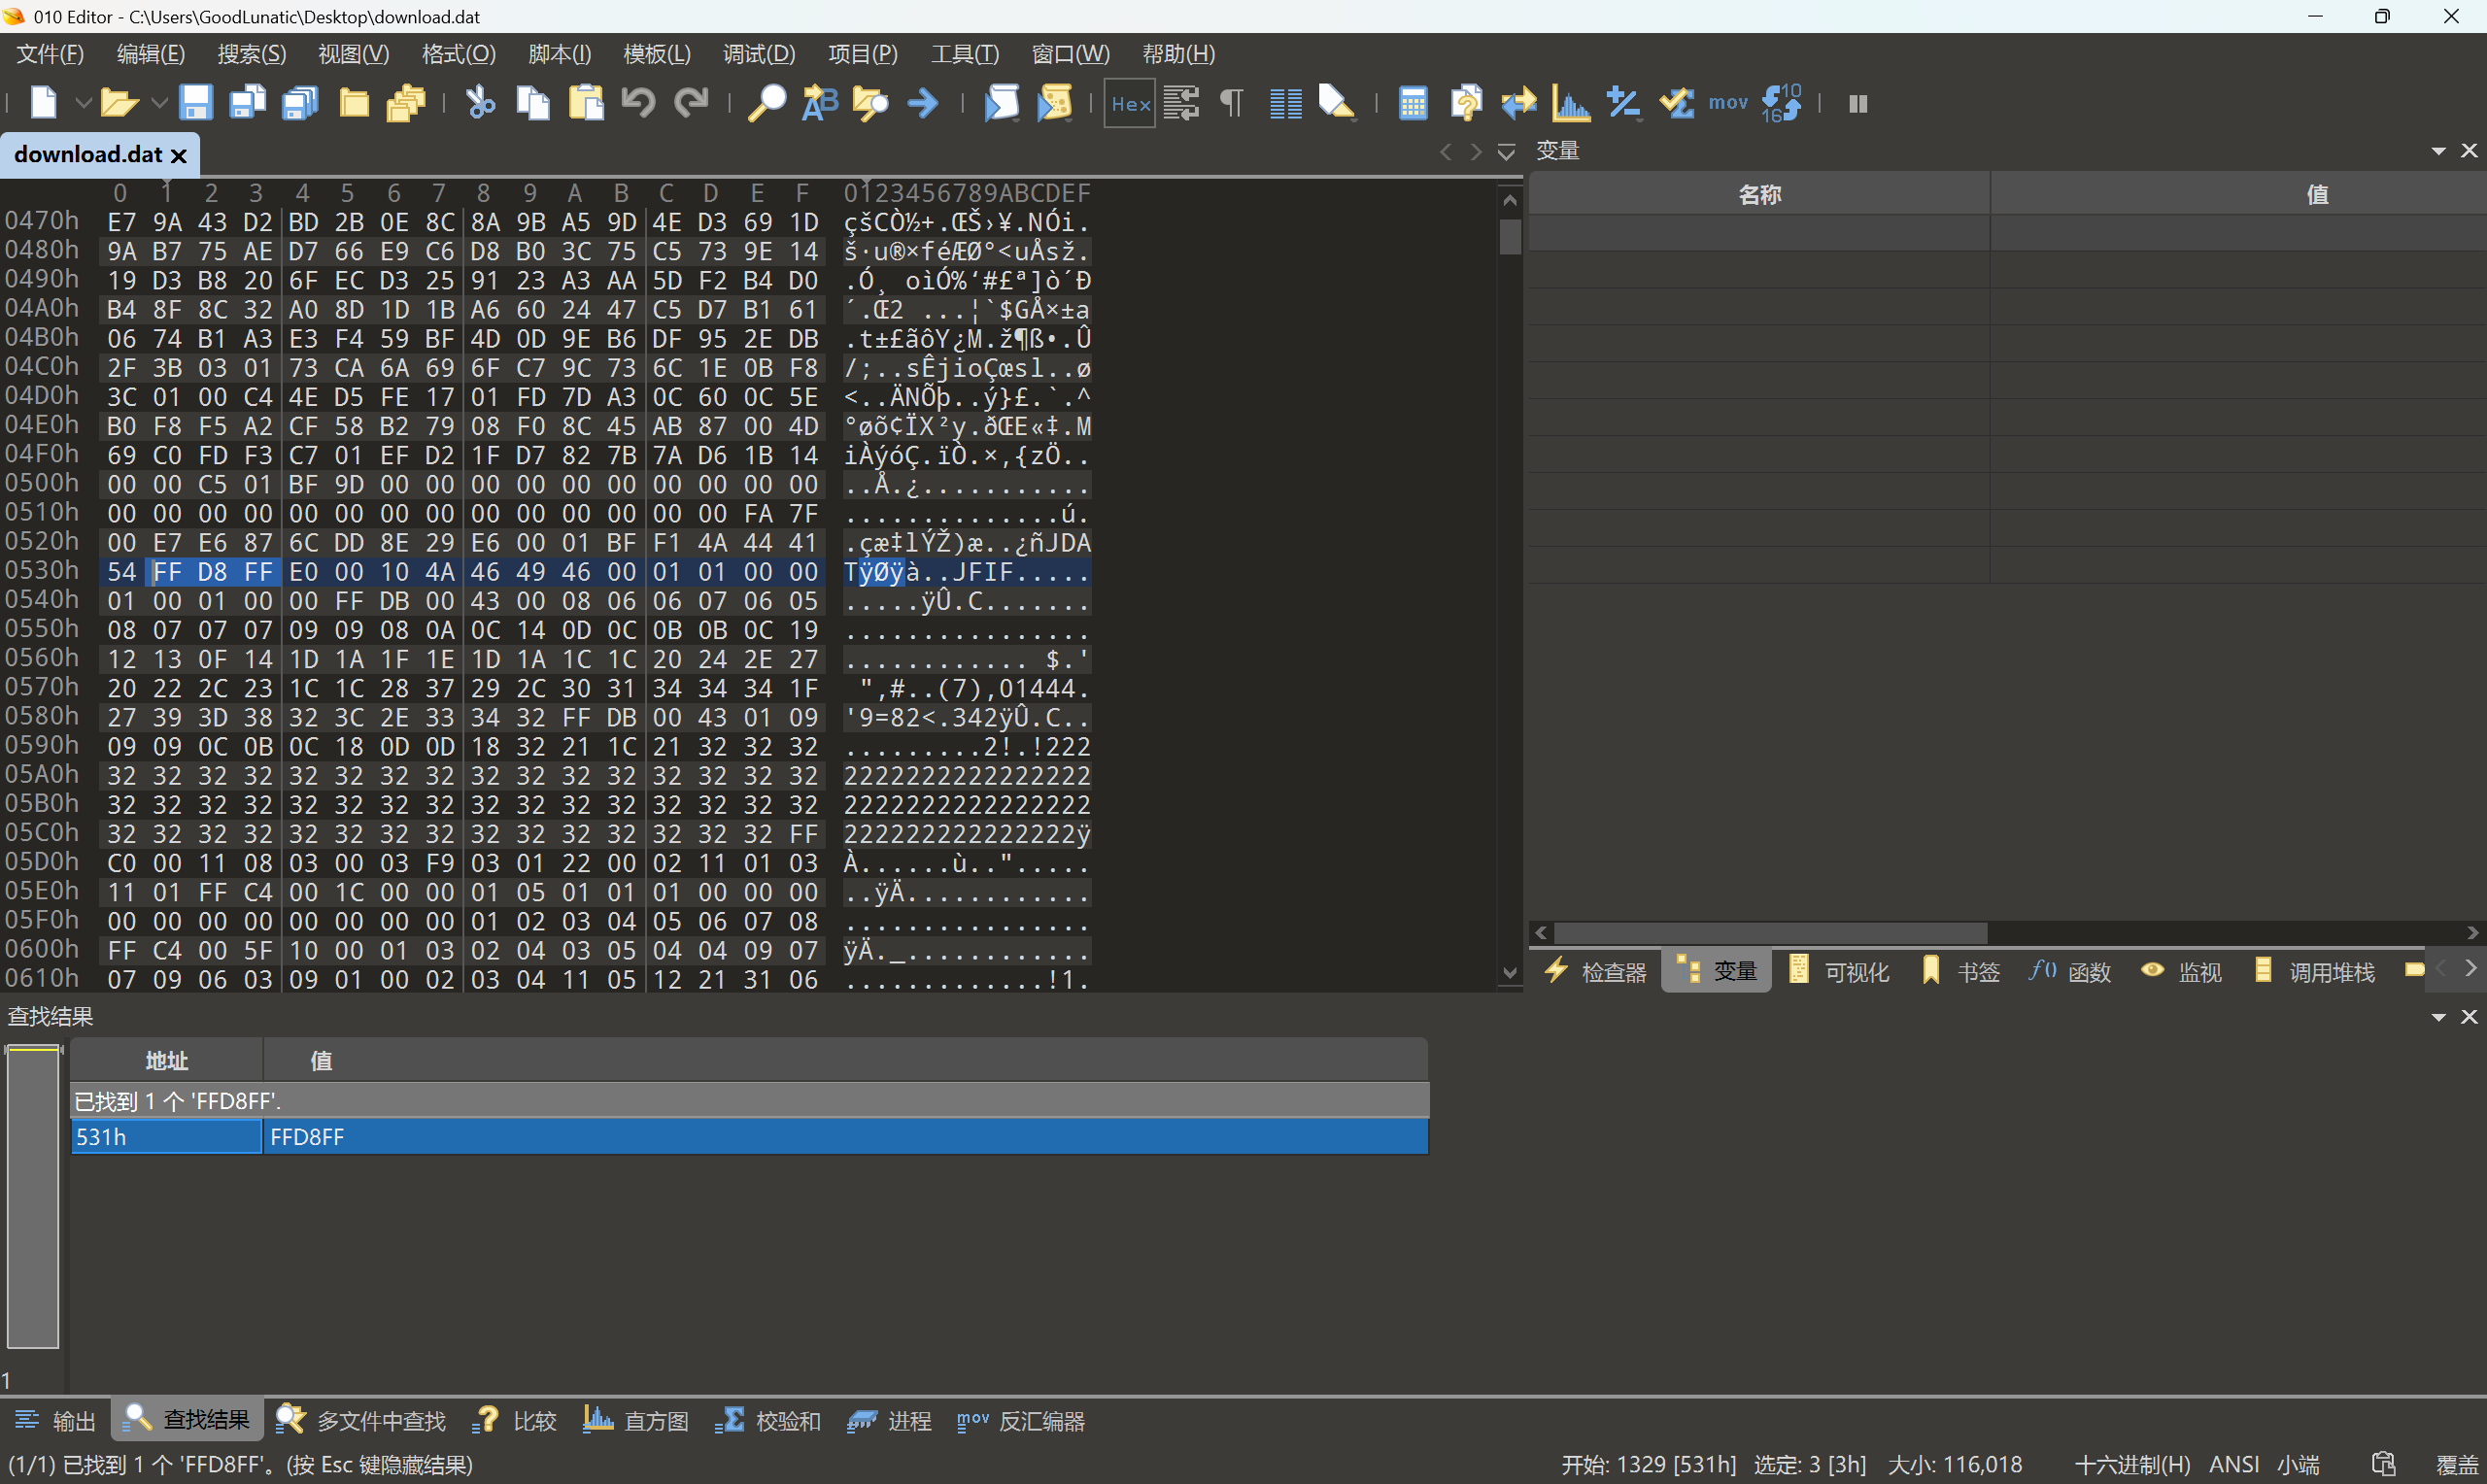 010 Editor - C:\Users\GoodLunatic\Desktop\download.dat
文件(F) 编辑(E) 搜索(S) 视图(V) 格式(O) 脚本(I) 模板(L) 调试(D) 项目(P) 工具(T) 窗口(W) 帮助(H)
Hex mov 10 16
download.dat
变量
0 1 2 3 4 5 6 7 8 9 A B C D E F 0123456789ABCDEF
名称 值
0470h E7 9A 43 D2 BD 2B 0E 8C 8A 9B A5 9D 4E D3 69 1D çšCÒ½+.ŒŠ›¥.NÓi.
0480h 9A B7 75 AE D7 66 E9 C6 D8 B0 3C 75 C5 73 9E 14 š·u®×féÆØ°<uÅsž.
0490h 19 D3 B8 20 6F EC D3 25 91 23 A3 AA 5D F2 B4 D0 .Ó¸ oìÓ%‘#£ª]ò´Ð
04A0h B4 8F 8C 32 A0 8D 1D 1B A6 60 24 47 C5 D7 B1 61 ´.Œ2 ...¦`$GÅ×±a
04B0h 06 74 B1 A3 E3 F4 59 BF 4D 0D 9E B6 DF 95 2E DB .t±£ãôY¿M.ž¶ß•.Û
04C0h 2F 3B 03 01 73 CA 6A 69 6F C7 9C 73 6C 1E 0B F8 /;..sÊjioÇœsl..ø
04D0h 3C 01 00 C4 4E D5 FE 17 01 FD 7D A3 0C 60 0C 5E <..ÄNÕþ..ý}£.`.^
04E0h B0 F8 F5 A2 CF 58 B2 79 08 F0 8C 45 AB 87 00 4D °øõ¢ÏX²y.ðŒE«‡.M
04F0h 69 C0 FD F3 C7 01 EF D2 1F D7 82 7B 7A D6 1B 14 iÀýóÇ.ïÒ.×‚{zÖ..
0500h 00 00 C5 01 BF 9D 00 00 00 00 00 00 00 00 00 00 ..Å.¿...........
0510h 00 00 00 00 00 00 00 00 00 00 00 00 00 00 FA 7F ..............ú.
0520h 00 E7 E6 87 6C DD 8E 29 E6 00 01 BF F1 4A 44 41 .çæ‡lÝŽ)æ..¿ñJDA
0530h 54 FF D8 FF E0 00 10 4A 46 49 46 00 01 01 00 00 TÿØÿà..JFIF.....
0540h 01 00 01 00 00 FF DB 00 43 00 08 06 06 07 06 05 .....ÿÛ.C.......
0550h 08 07 07 07 09 09 08 0A 0C 14 0D 0C 0B 0B 0C 19 ................
0560h 12 13 0F 14 1D 1A 1F 1E 1D 1A 1C 1C 20 24 2E 27 ............ $.'
0570h 20 22 2C 23 1C 1C 28 37 29 2C 30 31 34 34 34 1F  ",#..(7),01444.
0580h 27 39 3D 38 32 3C 2E 33 34 32 FF DB 00 43 01 09 '9=82<.342ÿÛ.C..
0590h 09 09 0C 0B 0C 18 0D 0D 18 32 21 1C 21 32 32 32 .........2!.!222
05A0h 32 32 32 32 32 32 32 32 32 32 32 32 32 32 32 32 2222222222222222
05B0h 32 32 32 32 32 32 32 32 32 32 32 32 32 32 32 32 2222222222222222
05C0h 32 32 32 32 32 32 32 32 32 32 32 32 32 32 32 FF 222222222222222ÿ
05D0h C0 00 11 08 03 00 03 F9 03 01 22 00 02 11 01 03 À......ù..".....
05E0h 11 01 FF C4 00 1C 00 00 01 05 01 01 01 00 00 00 ..ÿÄ............
05F0h 00 00 00 00 00 00 00 00 01 02 03 04 05 06 07 08 ................
0600h FF C4 00 5F 10 00 01 03 02 04 03 05 04 04 09 07 ÿÄ._............
0610h 07 09 06 03 09 01 00 02 03 04 11 05 12 21 31 06 .............!1.
检查器 变量 可视化 书签 f() 函数 监视 调用堆栈
查找结果
地址 值
已找到 1 个 'FFD8FF'.
531h FFD8FF
1
输出 查找结果 多文件中查找 比较 直方图 校验和 进程 mov 反汇编器
(1/1) 已找到 1 个 'FFD8FF'。(按 Esc 键隐藏结果) 开始: 1329 [531h] 选定: 3 [3h] 大小: 116,018 十六进制(H) ANSI 小端 覆盖